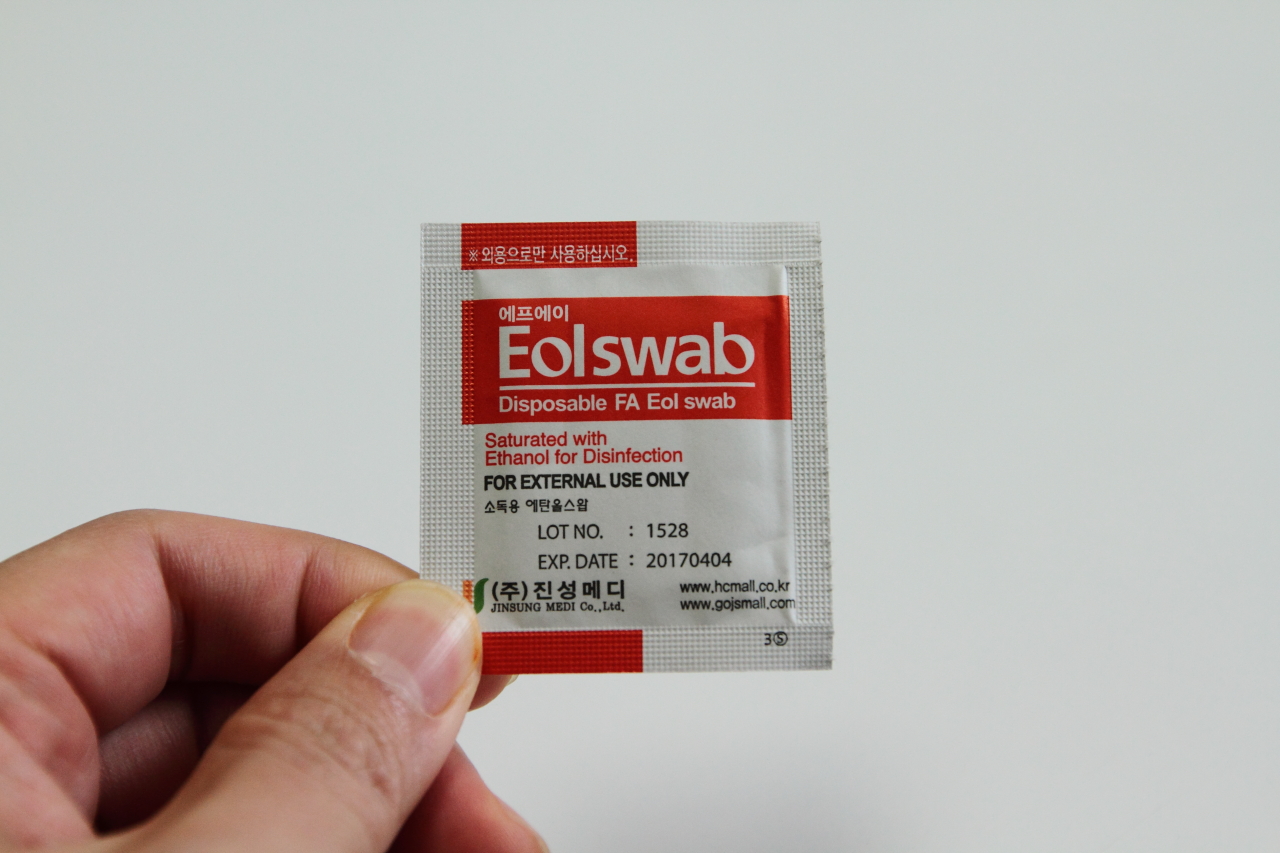 ※ 외용으로만 사용하십시오.
에프에이
Eolswab
Disposable FA Eol swab
Saturated with
Ethanol for Disinfection
FOR EXTERNAL USE ONLY
소독용 에탄올스왑
LOT NO. : 1528
EXP. DATE : 20170404
(주)진성메디
JINSUNG MEDI Co.,Ltd.
www.hcmall.co.kr
www.gojsmall.com
3Ⓢ